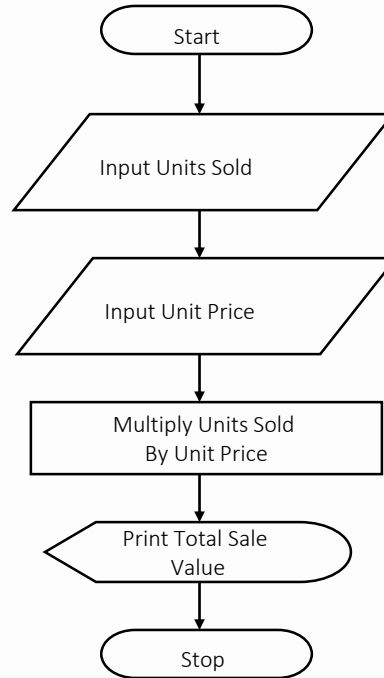 Start
Input Units Sold
Input Unit Price
Multiply Units Sold
By Unit Price
Print Total Sale
Value
Stop